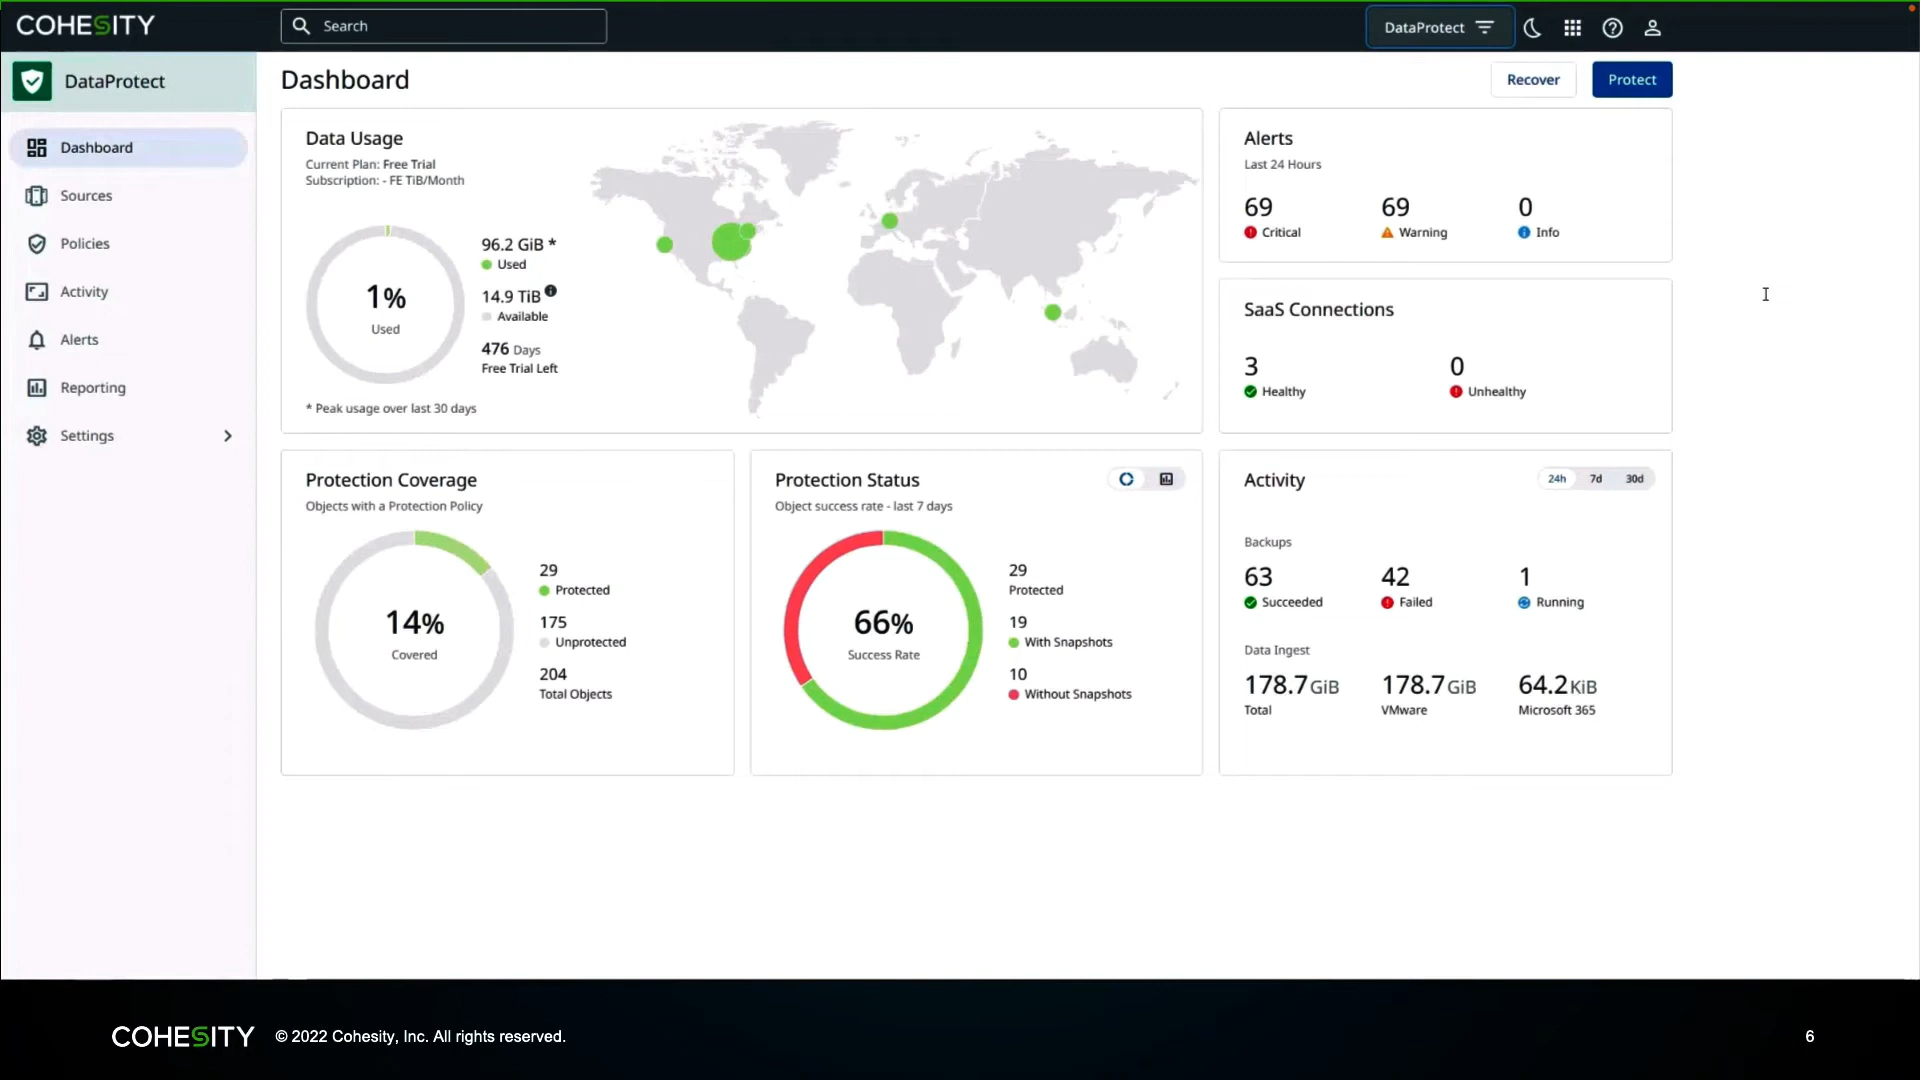 COHESITY
Search
DataProtect
DataProtect
Dashboard
Sources
Policies
Activity
Alerts
Reporting
Settings
Dashboard
Recover
Protect
Data Usage
Current Plan: Free Trial
Subscription: - FE TiB/Month
1%
Used
96.2 GiB *
Used
14.9 TiB
Available
476 Days
Free Trial Left
* Peak usage over last 30 days
Alerts
Last 24 Hours
69
Critical
69
Warning
0
Info
SaaS Connections
3
Healthy
0
Unhealthy
Protection Coverage
Objects with a Protection Policy
14%
Covered
29
Protected
175
Unprotected
204
Total Objects
Protection Status
Object success rate - last 7 days
66%
Success Rate
29
Protected
19
With Snapshots
10
Without Snapshots
Activity
24h 7d 30d
Backups
63
Succeeded
42
Failed
1
Running
Data Ingest
178.7 GiB
Total
178.7 GiB
VMware
64.2 KiB
Microsoft 365
COHESITY © 2022 Cohesity, Inc. All rights reserved.
6